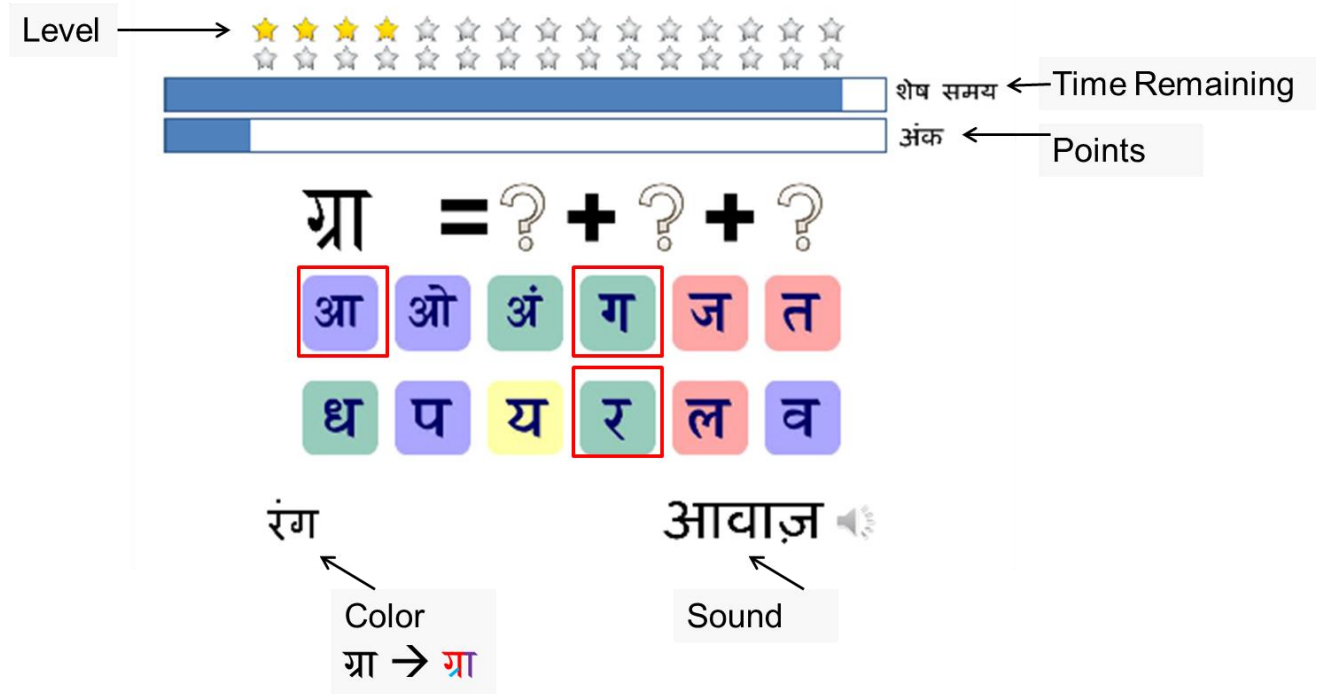 Level
शेष समय Time Remaining
अंक Points
ग्रा = ? + ? + ?
आ ओ अं ग ज त
ध प य र ल व
रंग आवाज़
Color Sound
ग्रा → ग्रा